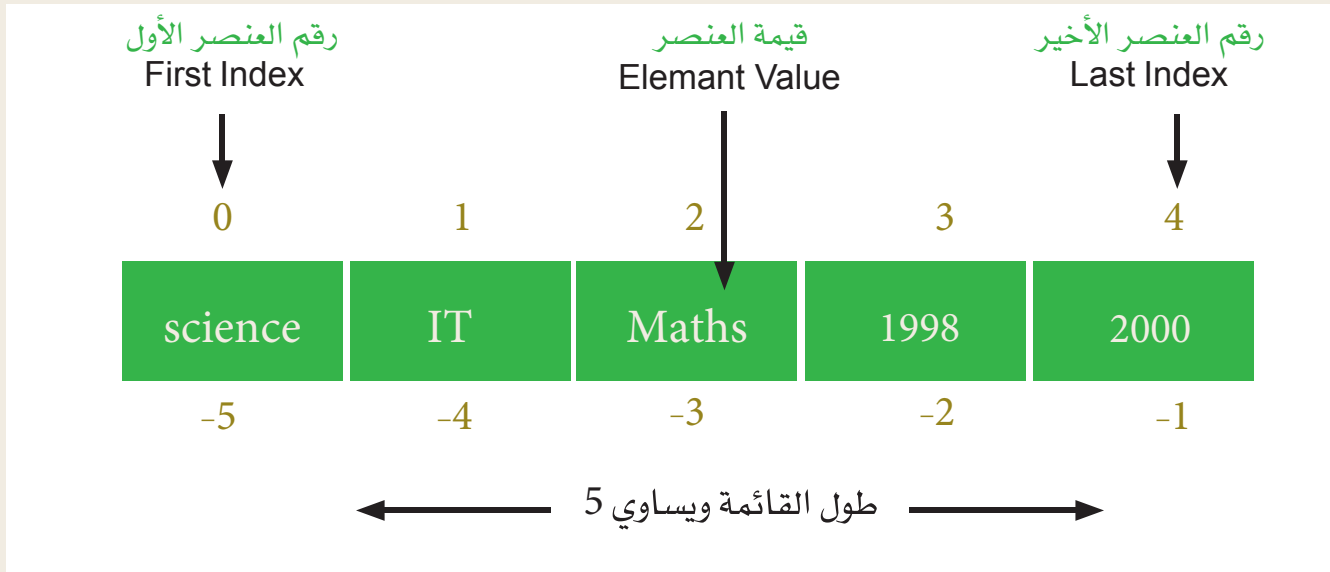 رقم العنصر الأول قيمة العنصر رقم العنصر الأخير
First Index Elemant Value Last Index
0 1 2 3 4
science IT Maths 1998 2000
-5 -4 -3 -2 -1
طول القائمة ويساوي 5